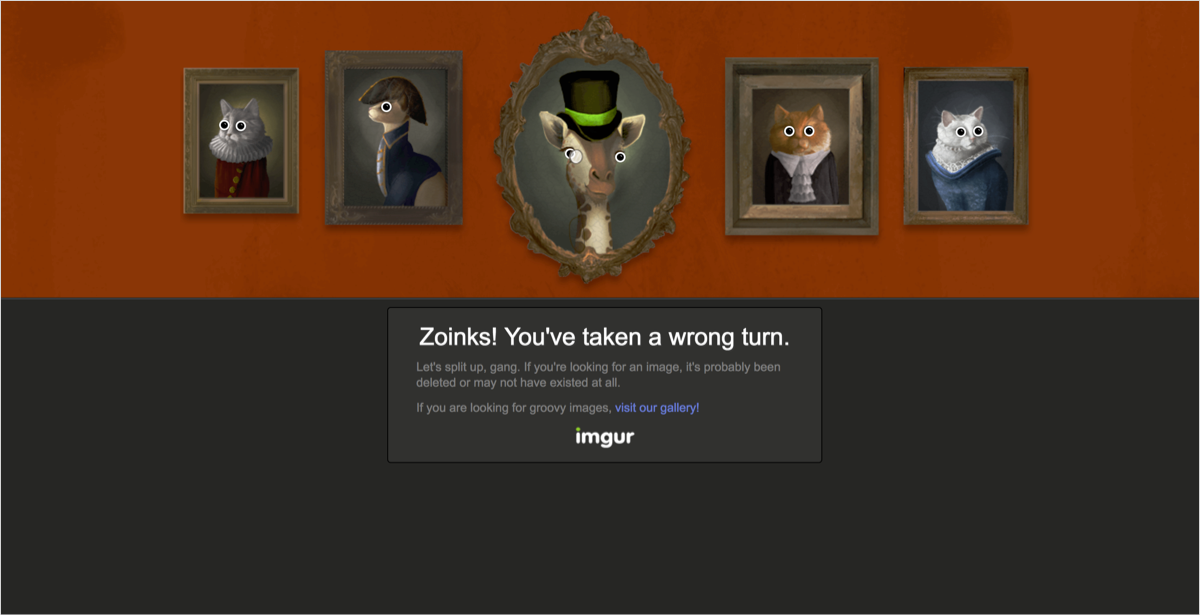 Zoinks! You've taken a wrong turn.
Let's split up, gang. If you're looking for an image, it's probably been
deleted or may not have existed at all.
If you are looking for groovy images, visit our gallery!
imgur